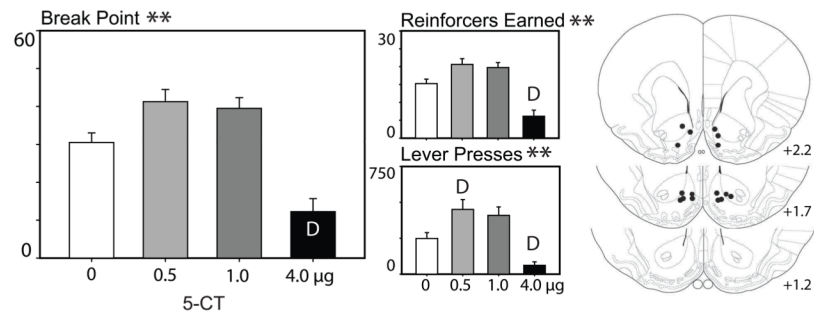 Break Point **
60
0
D
0 0.5 1.0 4.0 µg
5-CT
Reinforcers Earned **
30
0
D
Lever Presses **
750
0
D
D
0 0.5 1.0 4.0 µg
+2.2
+1.7
+1.2